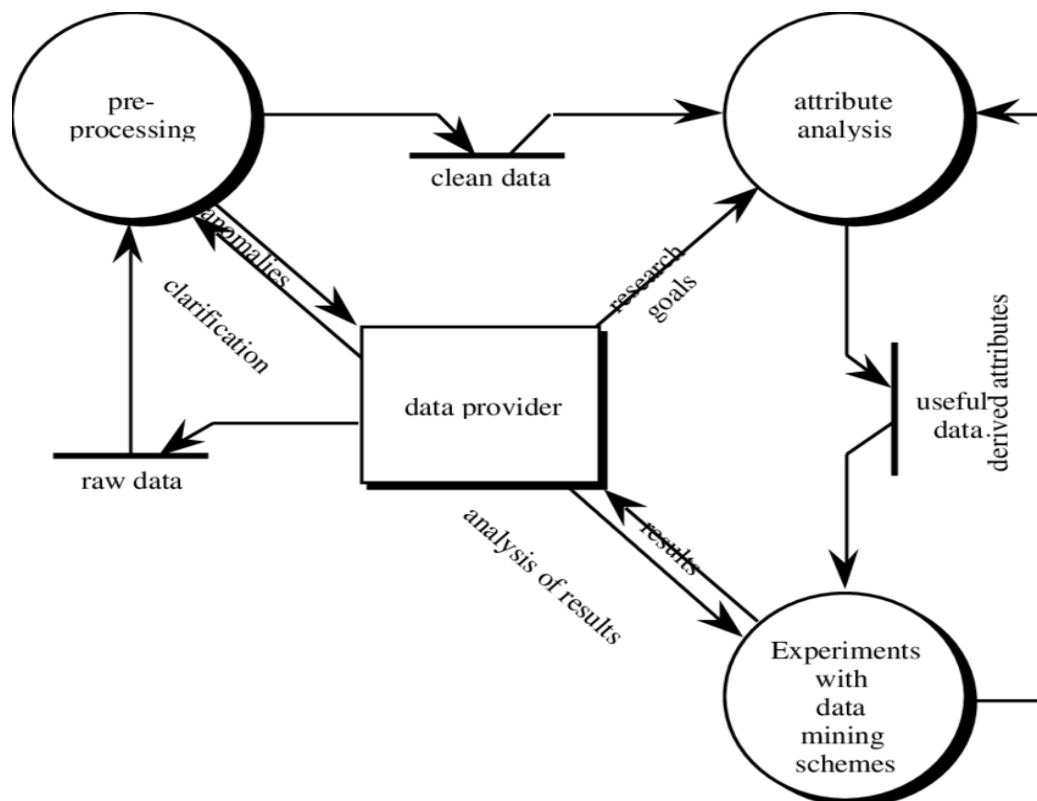 pre-
processing
attribute
analysis
clean data
anomalies
clarification
research
goals
data provider
useful
data.
derived attributes
raw data
analysis of results
results
Experiments
with
data
mining
schemes